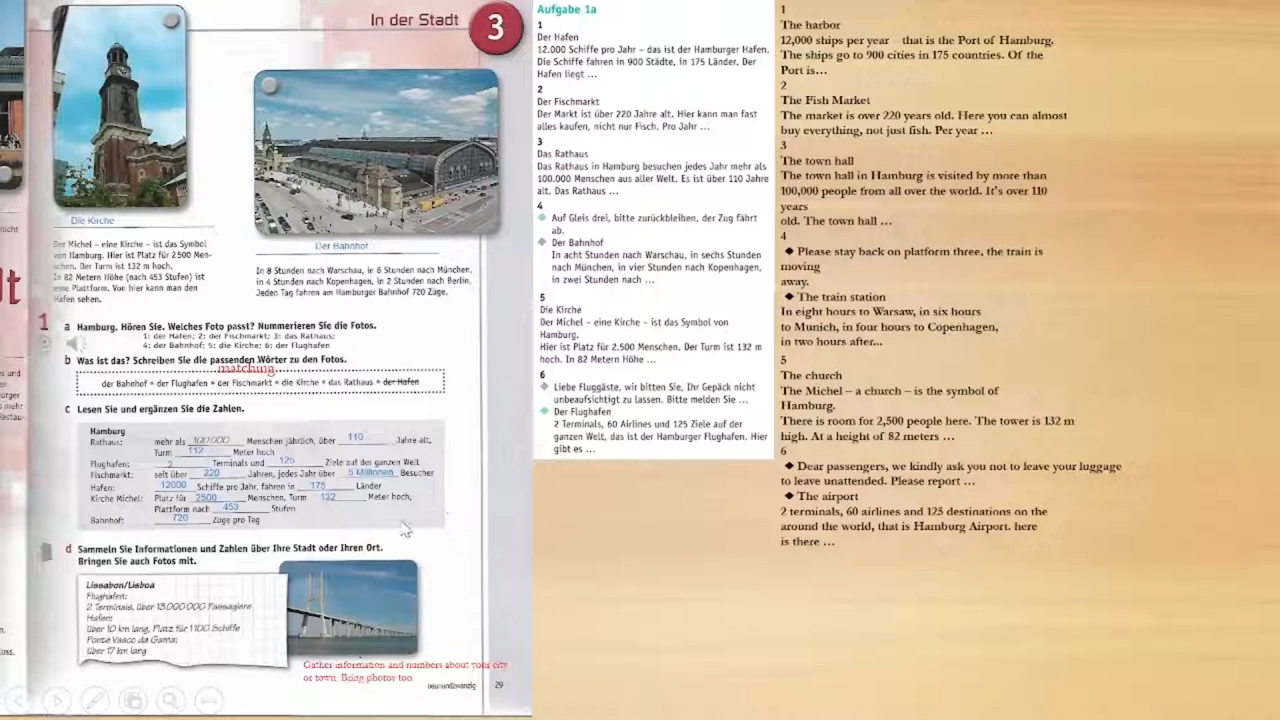 In der Stadt
3
Die Kirche
Der Michel – eine Kirche – ist das Symbol
von Hamburg. Hier ist Platz für 2500 Men-
schen. Der Turm ist 132 m hoch.
In 82 Metern Höhe (nach 453 Stufen) ist
eine Plattform. Von hier kann man den
Hafen sehen.
Der Bahnhof
In 8 Stunden nach Warschau, in 6 Stunden nach München,
in 4 Stunden nach Kopenhagen, in 2 Stunden nach Berlin.
Jeden Tag fahren am Hamburger Bahnhof 720 Züge.
1
a Hamburg. Hören Sie. Welches Foto passt? Nummerieren Sie die Fotos.
1: der Hafen; 2: der Fischmarkt; 3: das Rathaus;
4: der Bahnhof; 5: die Kirche; 6: der Flughafen
b Was ist das? Schreiben Sie die passenden Wörter zu den Fotos.
matching.
der Bahnhof • der Flughafen • der Fischmarkt • die Kirche • das Rathaus • der Hafen
c Lesen Sie und ergänzen Sie die Zahlen.
Hamburg
Rathaus: mehr als 100 000 Menschen jährlich, über 110 Jahre alt,
Turm 112 Meter hoch
Flughafen: 2 Terminals und 125 Ziele auf der ganzen Welt
Fischmarkt: seit über 220 Jahren, jedes Jahr über 5 Millionen Besucher
Hafen: 12000 Schiffe pro Jahr, fahren in 175 Länder
Kirche Michel: Platz für 2500 Menschen, Turm 132 Meter hoch,
Plattform nach 453 Stufen
Bahnhof: 720 Züge pro Tag
d Sammeln Sie Informationen und Zahlen über Ihre Stadt oder Ihren Ort.
Bringen Sie auch Fotos mit.
Lissabon/Lisboa
Flughafen:
2 Terminals, über 13 000 000 Passagiere
Hafen:
über 10 km lang, Platz für 1100 Schiffe
Ponte Vasco da Gama:
über 17 km lang
Gather information and numbers about your city
or town. Bring photos too.
neunundzwanzig 29
Aufgabe 1a
1
Der Hafen
12.000 Schiffe pro Jahr – das ist der Hamburger Hafen.
Die Schiffe fahren in 900 Städte, in 175 Länder. Der
Hafen liegt ...
2
Der Fischmarkt
Der Markt ist über 220 Jahre alt. Hier kann man fast
alles kaufen, nicht nur Fisch. Pro Jahr ...
3
Das Rathaus
Das Rathaus in Hamburg besuchen jedes Jahr mehr als
100.000 Menschen aus aller Welt. Es ist über 110 Jahre
alt. Das Rathaus ...
4
◆ Auf Gleis drei, bitte zurückbleiben, der Zug fährt
ab.
◆ Der Bahnhof
In acht Stunden nach Warschau, in sechs Stunden
nach München, in vier Stunden nach Kopenhagen,
in zwei Stunden nach ...
5
Die Kirche
Der Michel – eine Kirche – ist das Symbol von
Hamburg.
Hier ist Platz für 2.500 Menschen. Der Turm ist 132 m
hoch. In 82 Metern Höhe ...
6
◆ Liebe Fluggäste, wir bitten Sie, Ihr Gepäck nicht
unbeaufsichtigt zu lassen. Bitte melden Sie ...
◆ Der Flughafen
2 Terminals, 60 Airlines und 125 Ziele auf der
ganzen Welt, das ist der Hamburger Flughafen. Hier
gibt es ...
1
The harbor
12,000 ships per year – that is the Port of Hamburg.
The ships go to 900 cities in 175 countries. Of the
Port is...
2
The Fish Market
The market is over 220 years old. Here you can almost
buy everything, not just fish. Per year ...
3
The town hall
The town hall in Hamburg is visited by more than
100,000 people from all over the world. It's over 110
years
old. The town hall ...
4
◆ Please stay back on platform three, the train is
moving
away.
◆ The train station
In eight hours to Warsaw, in six hours
to Munich, in four hours to Copenhagen,
in two hours after...
5
The church
The Michel – a church – is the symbol of
Hamburg.
There is room for 2,500 people here. The tower is 132 m
high. At a height of 82 meters ...
6
◆ Dear passengers, we kindly ask you not to leave your luggage
to leave unattended. Please report ...
◆ The airport
2 terminals, 60 airlines and 125 destinations on the
around the world, that is Hamburg Airport. here
is there ...